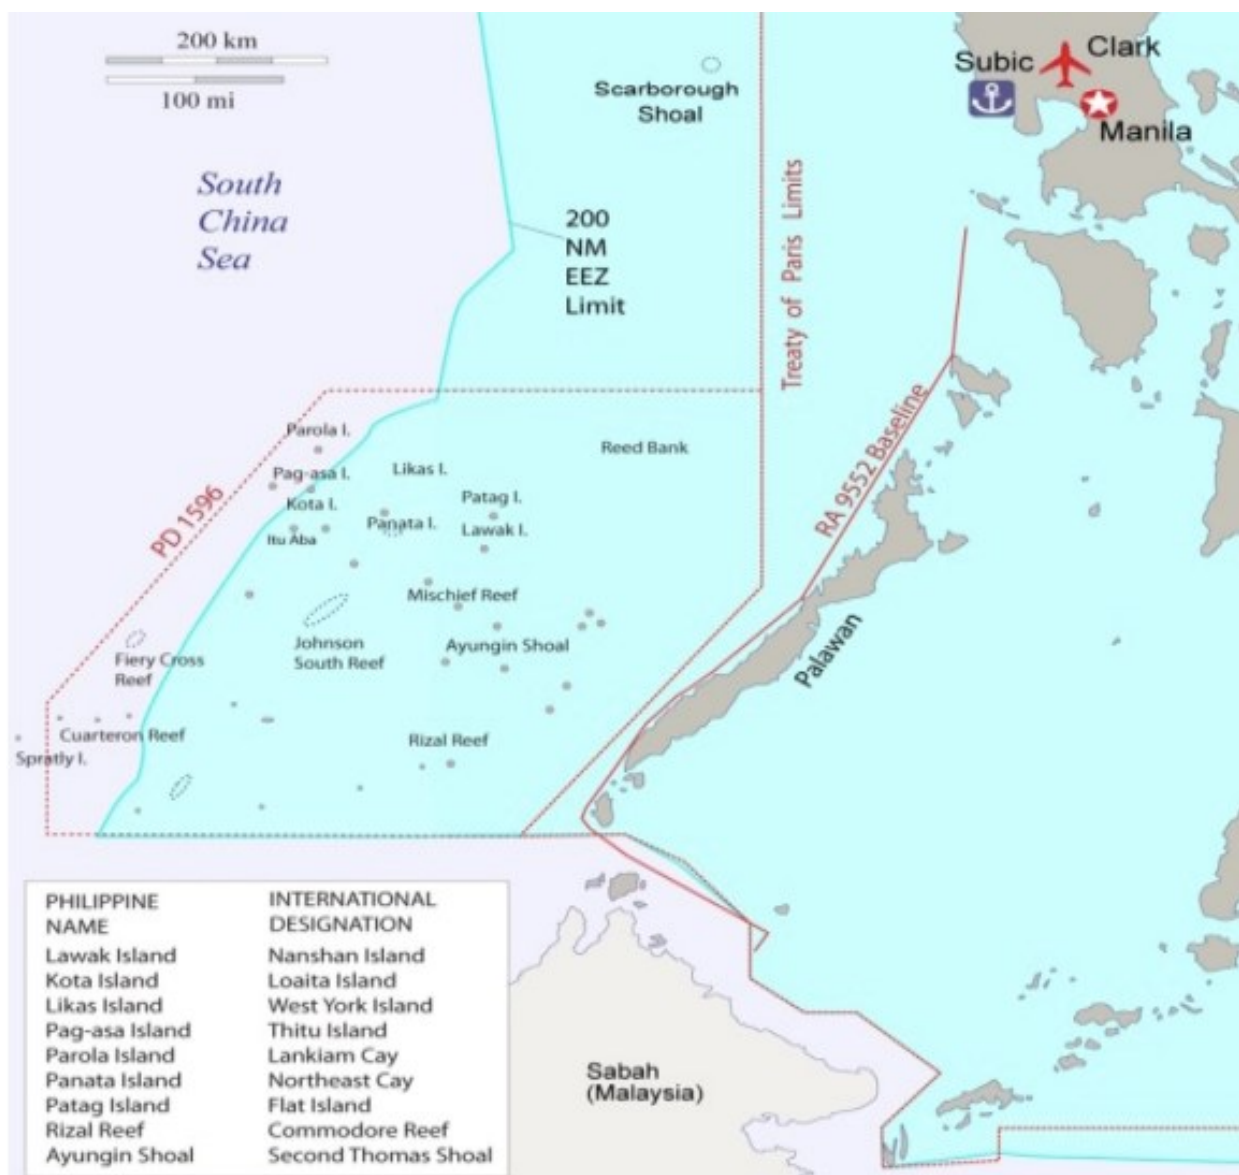 200 km
100 mi
Scarborough
Shoal
Subic
Clark
Manila
South
China
Sea
200
NM
EEZ
Limit
Treaty of Paris Limits
RA 9552 Baseline
PD 1596
Parola I.
Pag-asa I.
Likas I.
Reed Bank
Kota I.
Patag I.
Panata I.
Lawak I.
Itu Aba
Mischief Reef
Johnson
South Reef
Ayungin Shoal
Fiery Cross
Reef
Palawan
Cuarteron Reef
Rizal Reef
Spratly I.
Sabah
(Malaysia)
PHILIPPINE
NAME
INTERNATIONAL
DESIGNATION
Lawak Island Nanshan Island
Kota Island Loaita Island
Likas Island West York Island
Pag-asa Island Thitu Island
Parola Island Lankiam Cay
Panata Island Northeast Cay
Patag Island Flat Island
Rizal Reef Commodore Reef
Ayungin Shoal Second Thomas Shoal